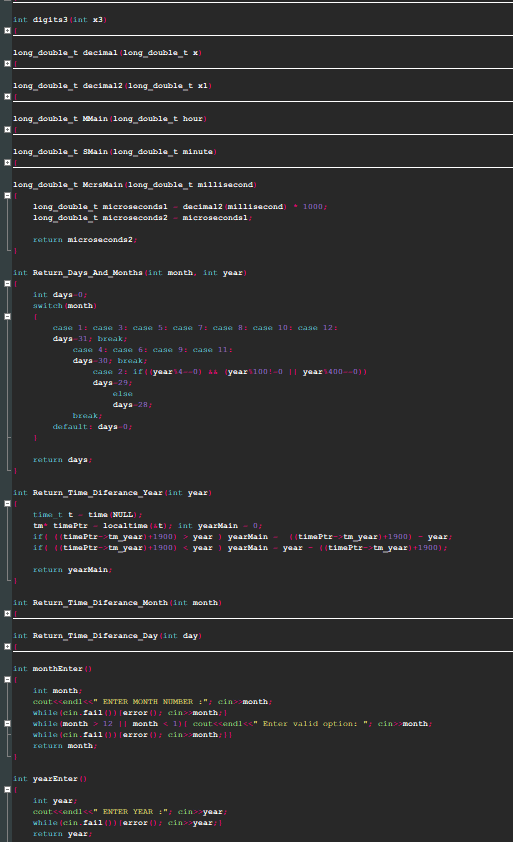 int digits3(int x3)
{
long_double_t decimal(long_double_t x)
{
long_double_t decimal2(long_double_t x1)
{
long_double_t MMain(long_double_t hour)
{
long_double_t SMain(long_double_t minute)
{
long_double_t McrsMain(long_double_t millisecond)
{
long_double_t microseconds1 = decimal2(millisecond) * 1000;
long_double_t microseconds2 = microseconds1;
return microseconds2;
}
int Return_Days_And_Months(int month, int year)
{
int days=0;
switch(month)
{
case 1: case 3: case 5: case 7: case 8: case 10: case 12:
days=31; break;
case 4: case 6: case 9: case 11:
days=30; break;
case 2: if((year%4==0) && (year%100!=0 || year%400==0))
days=29;
else
days=28;
break;
default: days=0;
}
return days;
}
int Return_Time_Diferance_Year(int year)
{
time_t t = time(NULL);
tm* timePtr = localtime(&t); int yearMain = 0;
if( ((timePtr->tm_year)+1900) > year ) yearMain = ((timePtr->tm_year)+1900) - year;
if( ((timePtr->tm_year)+1900) < year ) yearMain = year - ((timePtr->tm_year)+1900);
return yearMain;
}
int Return_Time_Diferance_Month(int month)
{
int Return_Time_Diferance_Day(int day)
{
int monthEnter()
{
int month;
cout<<endl<<" ENTER MONTH NUMBER :"; cin>>month;
while(cin.fail()){error(); cin>>month;}
while(month > 12 || month < 1){ cout<<endl<<" Enter valid option: "; cin>>month;
while(cin.fail()){error(); cin>>month;}}
return month;
}
int yearEnter()
{
int year;
cout<<endl<<" ENTER YEAR :"; cin>>year;
while(cin.fail()){error(); cin>>year;}
return year;